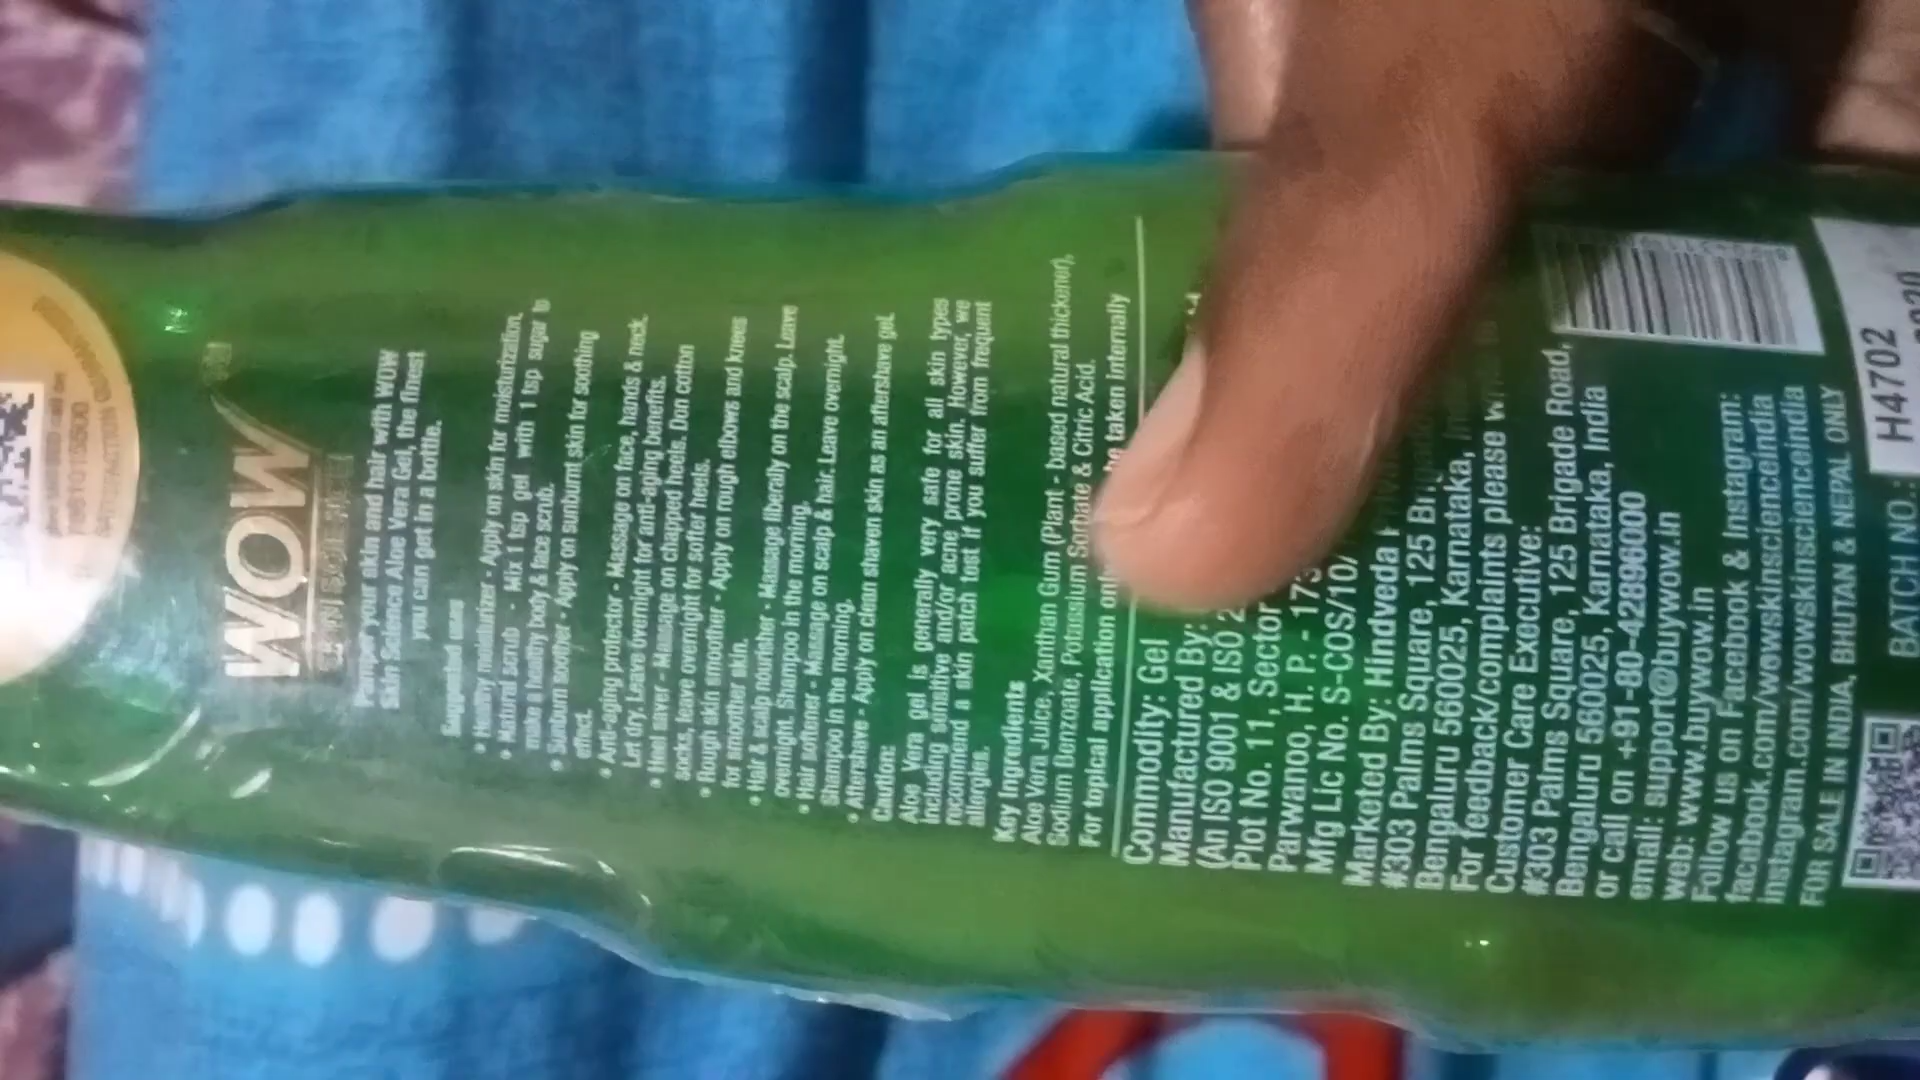 WOW
SKIN SCIENCE
Pamper your skin and hair with WOW
Skin Science Aloe Vera Gel, the finest
you can get in a bottle.
Suggested uses
• Healthy moisturizer - Apply on skin for moisturization.
• Natural scrub - Mix 1 tsp gel with 1 tsp sugar to
make a healthy body & face scrub.
• Sunburn soother - Apply on sunburnt skin for soothing
effect.
• Anti-aging protector - Massage on face, hands & neck.
Let dry. Leave overnight for anti-aging benefits.
• Heel saver - Massage on chapped heels. Don cotton
socks, leave overnight for softer heels.
• Rough skin smoother - Apply on rough elbows and knees
for smoother skin.
• Hair & scalp nourisher - Massage liberally on the scalp. Leave
overnight. Shampoo in the morning.
• Hair softener - Massage on scalp & hair. Leave overnight.
Shampoo in the morning.
• Aftershave - Apply on clean shaven skin as an aftershave gel.
Caution:
Aloe Vera gel is generally very safe for all skin types
including sensitive and/or acne prone skin. However, we
recommend a skin patch test if you suffer from frequent
allergies.
Key Ingredients
Aloe Vera Juice, Xanthan Gum (Plant - based natural thickener),
Sodium Benzoate, Potassium Sorbate & Citric Acid.
For topical application be taken internally
Commodity: Gel
Manufactured By:
(An ISO 9001 & ISO
Plot No. 11, Sector
Parwanoo, H. P. -
Mfg Lic No. S-COS/10/
Marketed By: Hindveda
#303 Palms Square, 125
Bengaluru 560025, Karnataka,
For feedback/complaints please
Customer Care Executive:
#303 Palms Square, 125 Brigade Road,
Bengaluru 560025, Karnataka, India
or call on +91-80-42896000
email: support@buywow.in
web: www.buywow.in
Follow us on Facebook & Instagram:
facebook.com/wowskinscienceindia
instagram.com/wowskinscienceindia
FOR SALE IN INDIA, BHUTAN & NEPAL ONLY
BATCH NO.: H4702